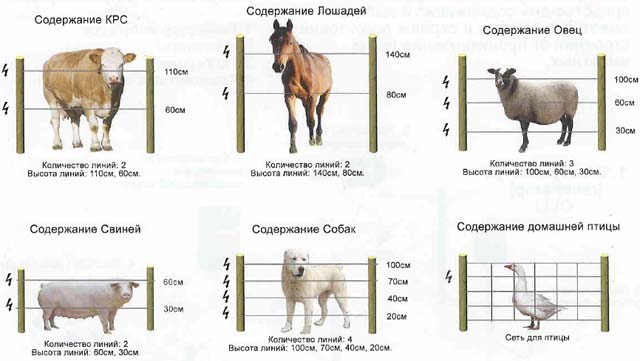 Содержание КРС
110см
60см
Количество линий: 2
Высота линий: 110см, 60см.
Содержание Лошадей
140см
80см
Количество линий: 2
Высота линий: 140см, 80см.
Содержание Овец
100см
60см
30см
Количество линий: 3
Высота линий: 100см, 60см, 30см.
Содержание Свиней
60см
30см
Количество линий: 2
Высота линий: 60см, 30см.
Содержание Собак
100см
70см
40см
20см
Количество линий: 4
Высота линий: 100см, 70см, 40см, 20см.
Содержание домашней птицы
Сеть для птицы